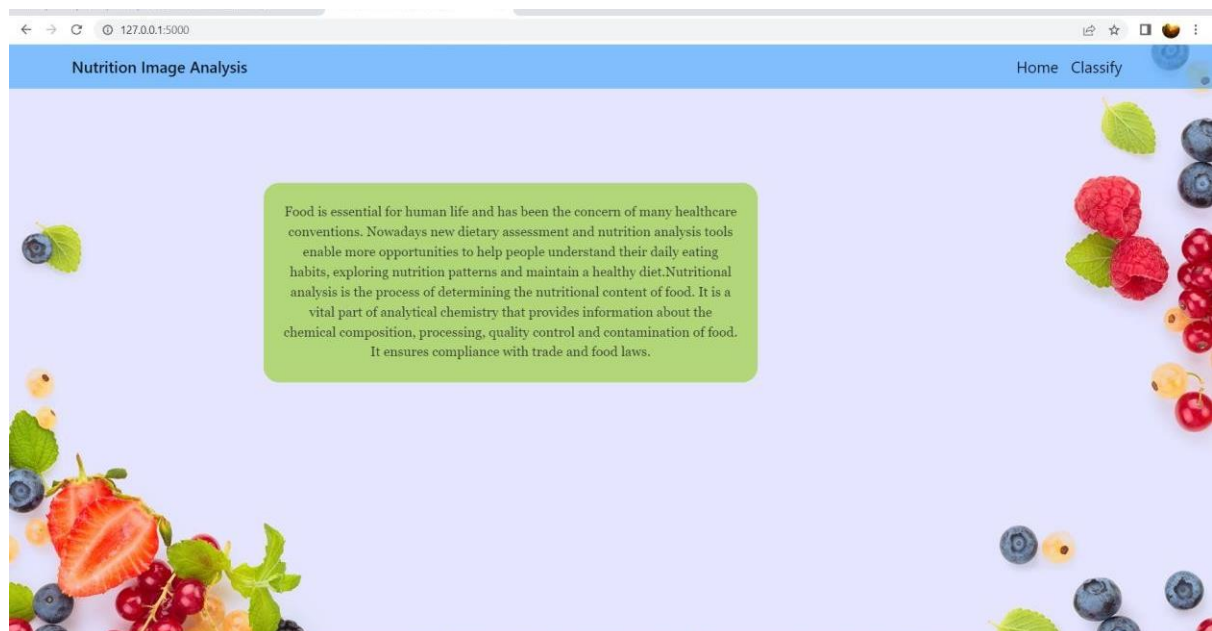 127.0.0.1:5000
Nutrition Image Analysis
Home Classify
Food is essential for human life and has been the concern of many healthcare
conventions. Nowadays new dietary assessment and nutrition analysis tools
enable more opportunities to help people understand their daily eating
habits, exploring nutrition patterns and maintain a healthy diet.Nutritional
analysis is the process of determining the nutritional content of food. It is a
vital part of analytical chemistry that provides information about the
chemical composition, processing, quality control and contamination of food.
It ensures compliance with trade and food laws.